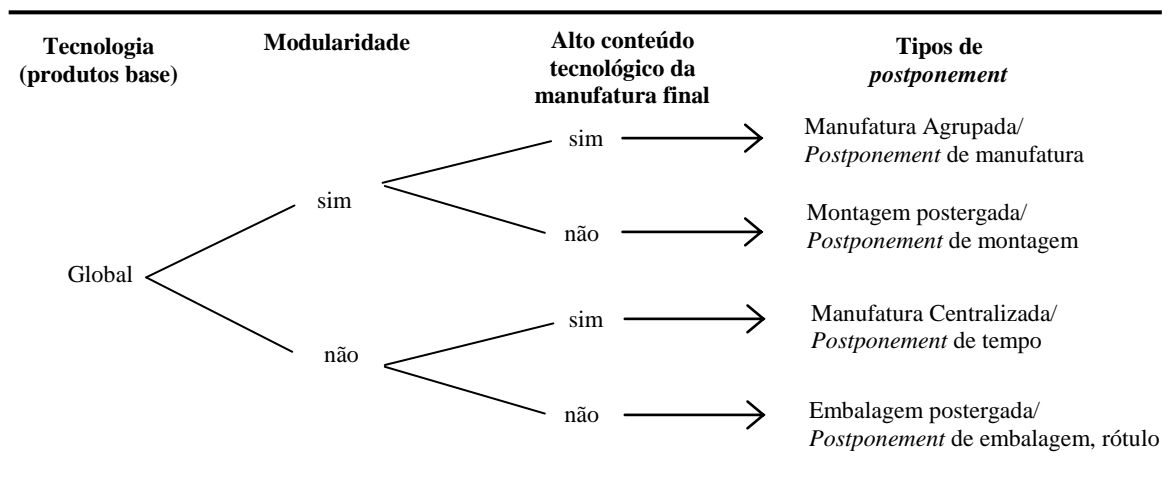 Tecnologia
(produtos base)
Modularidade
Alto conteúdo
tecnológico da
manufatura final
Tipos de
postponement
sim
Manufatura Agrupada/
Postponement de manufatura
sim
não
Montagem postergada/
Postponement de montagem
Global
sim
Manufatura Centralizada/
Postponement de tempo
não
não
Embalagem postergada/
Postponement de embalagem, rótulo